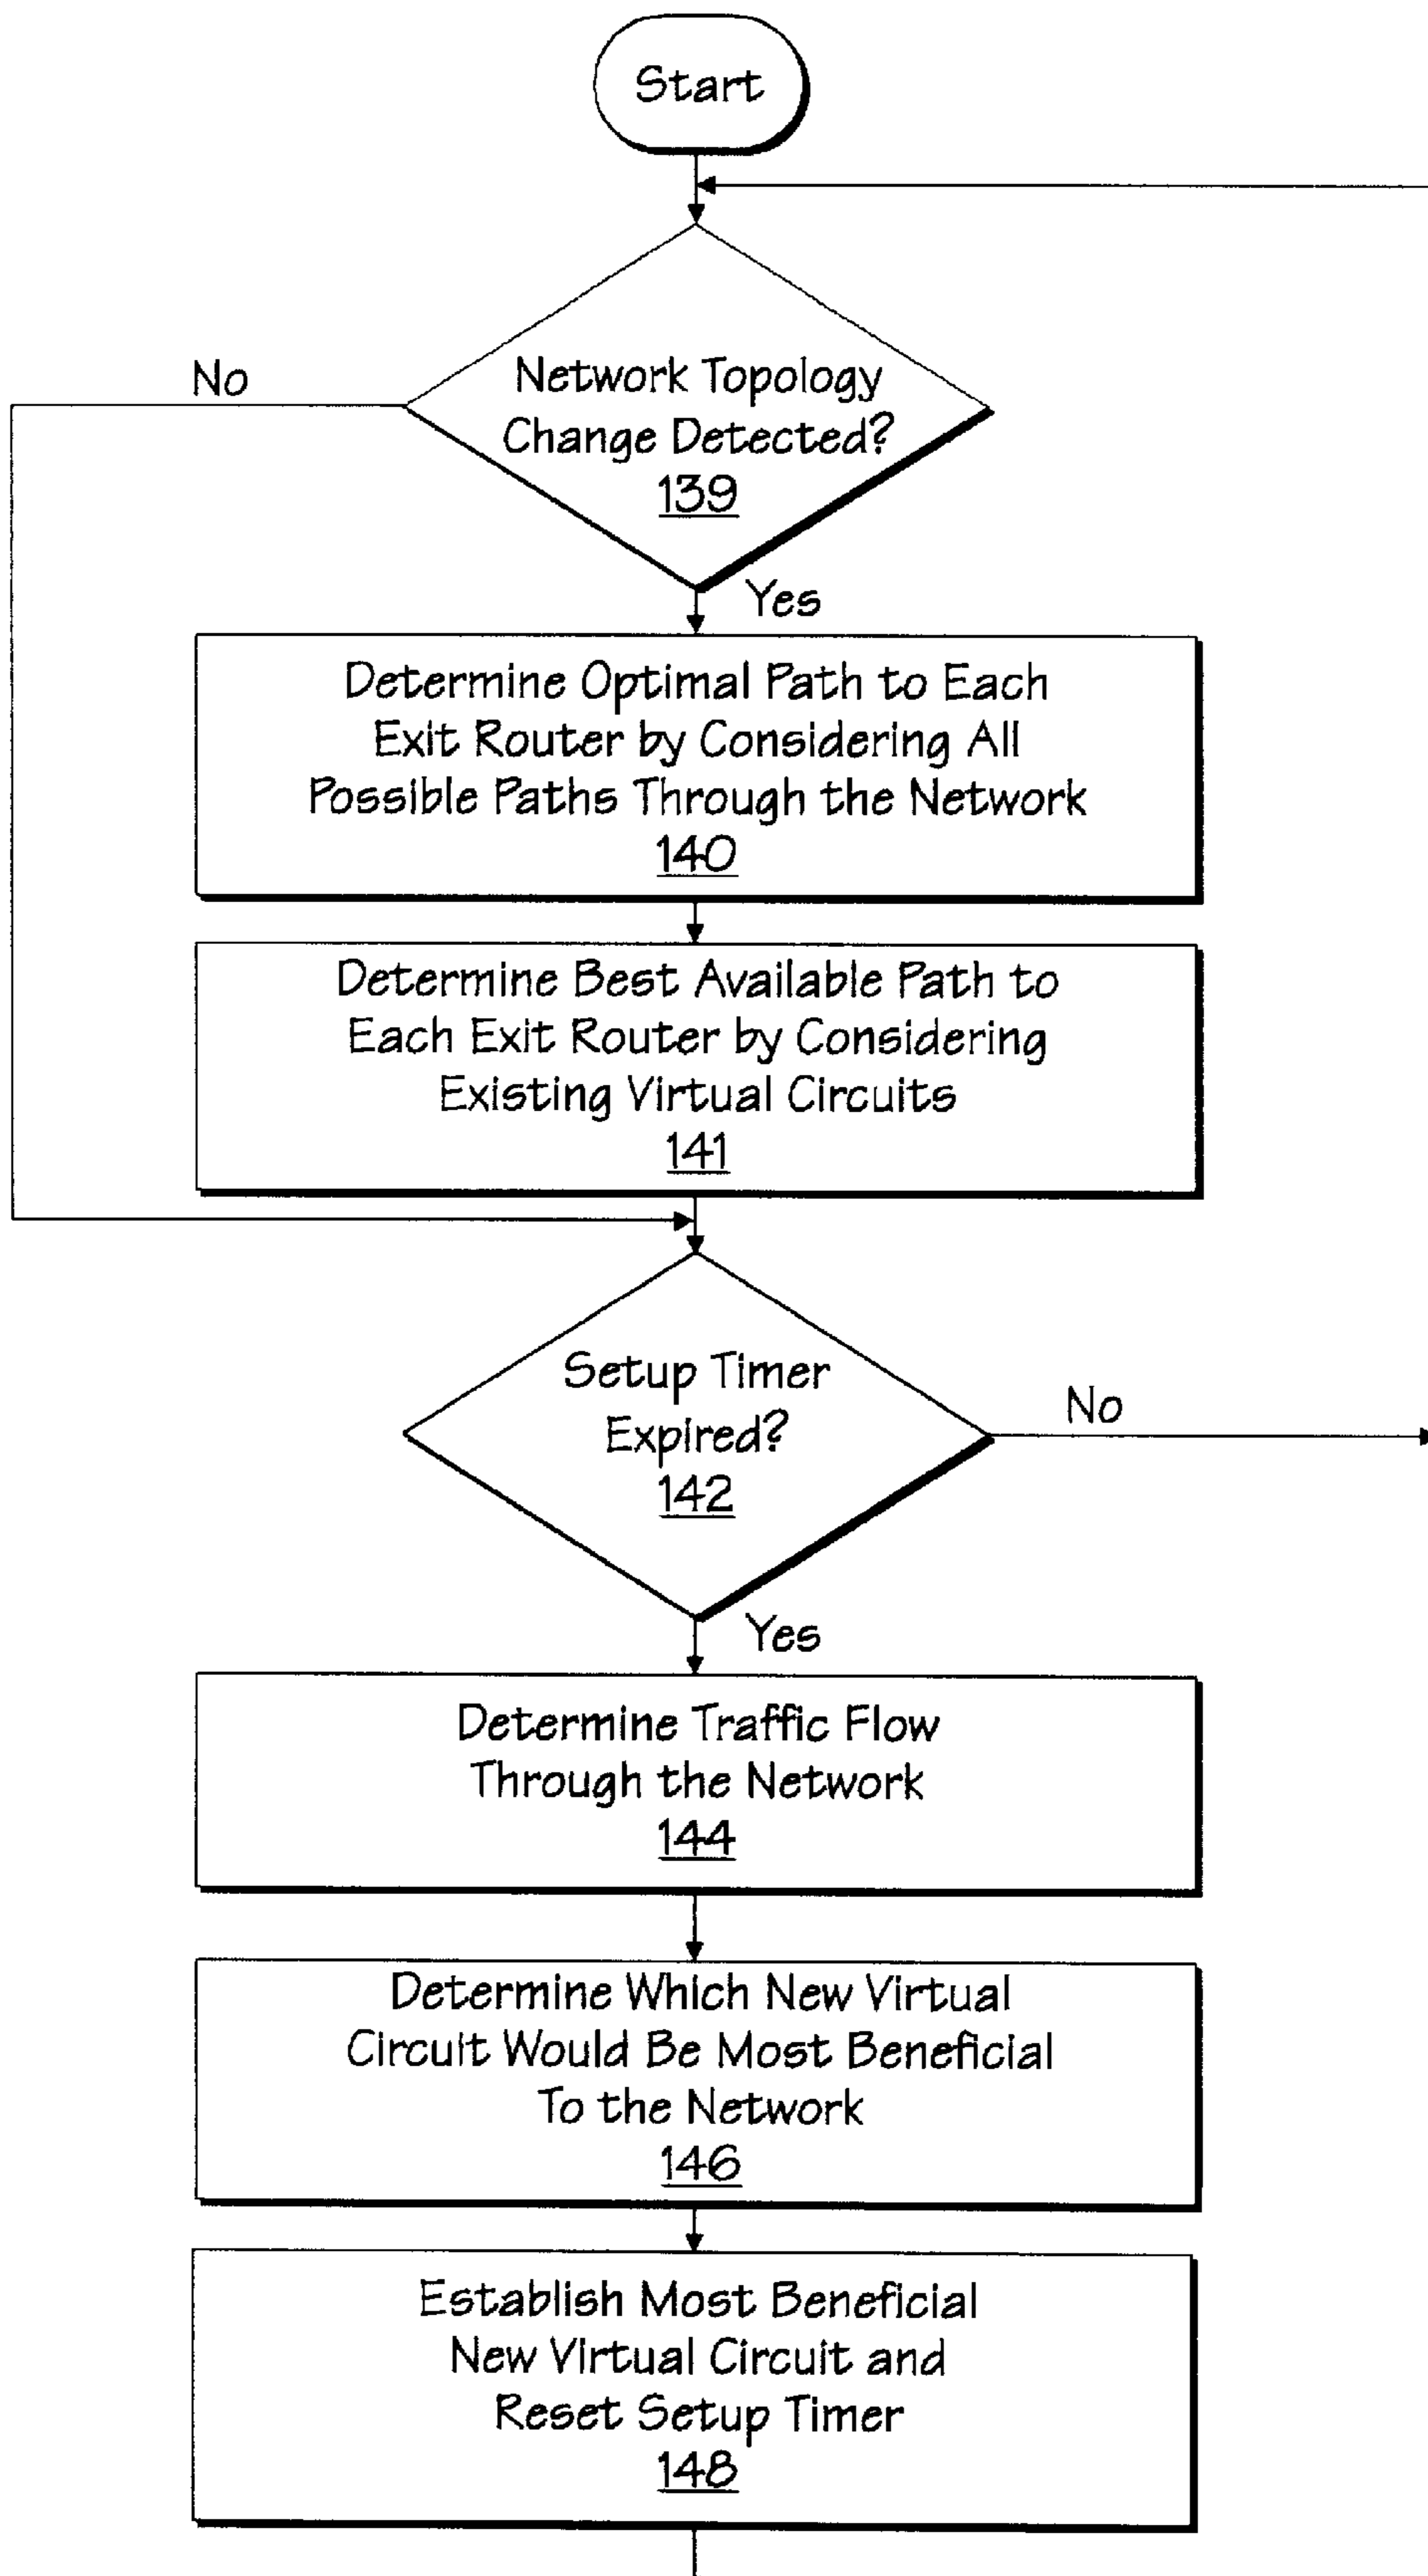 Start
No
Network Topology
Change Detected?
139
Yes
Determine Optimal Path to Each
Exit Router by Considering All
Possible Paths Through the Network
140
Determine Best Available Path to
Each Exit Router by Considering
Existing Virtual Circuits
141
Setup Timer
Expired?
142
No
Yes
Determine Traffic Flow
Through the Network
144
Determine Which New Virtual
Circuit Would Be Most Beneficial
To the Network
146
Establish Most Beneficial
New Virtual Circuit and
Reset Setup Timer
148